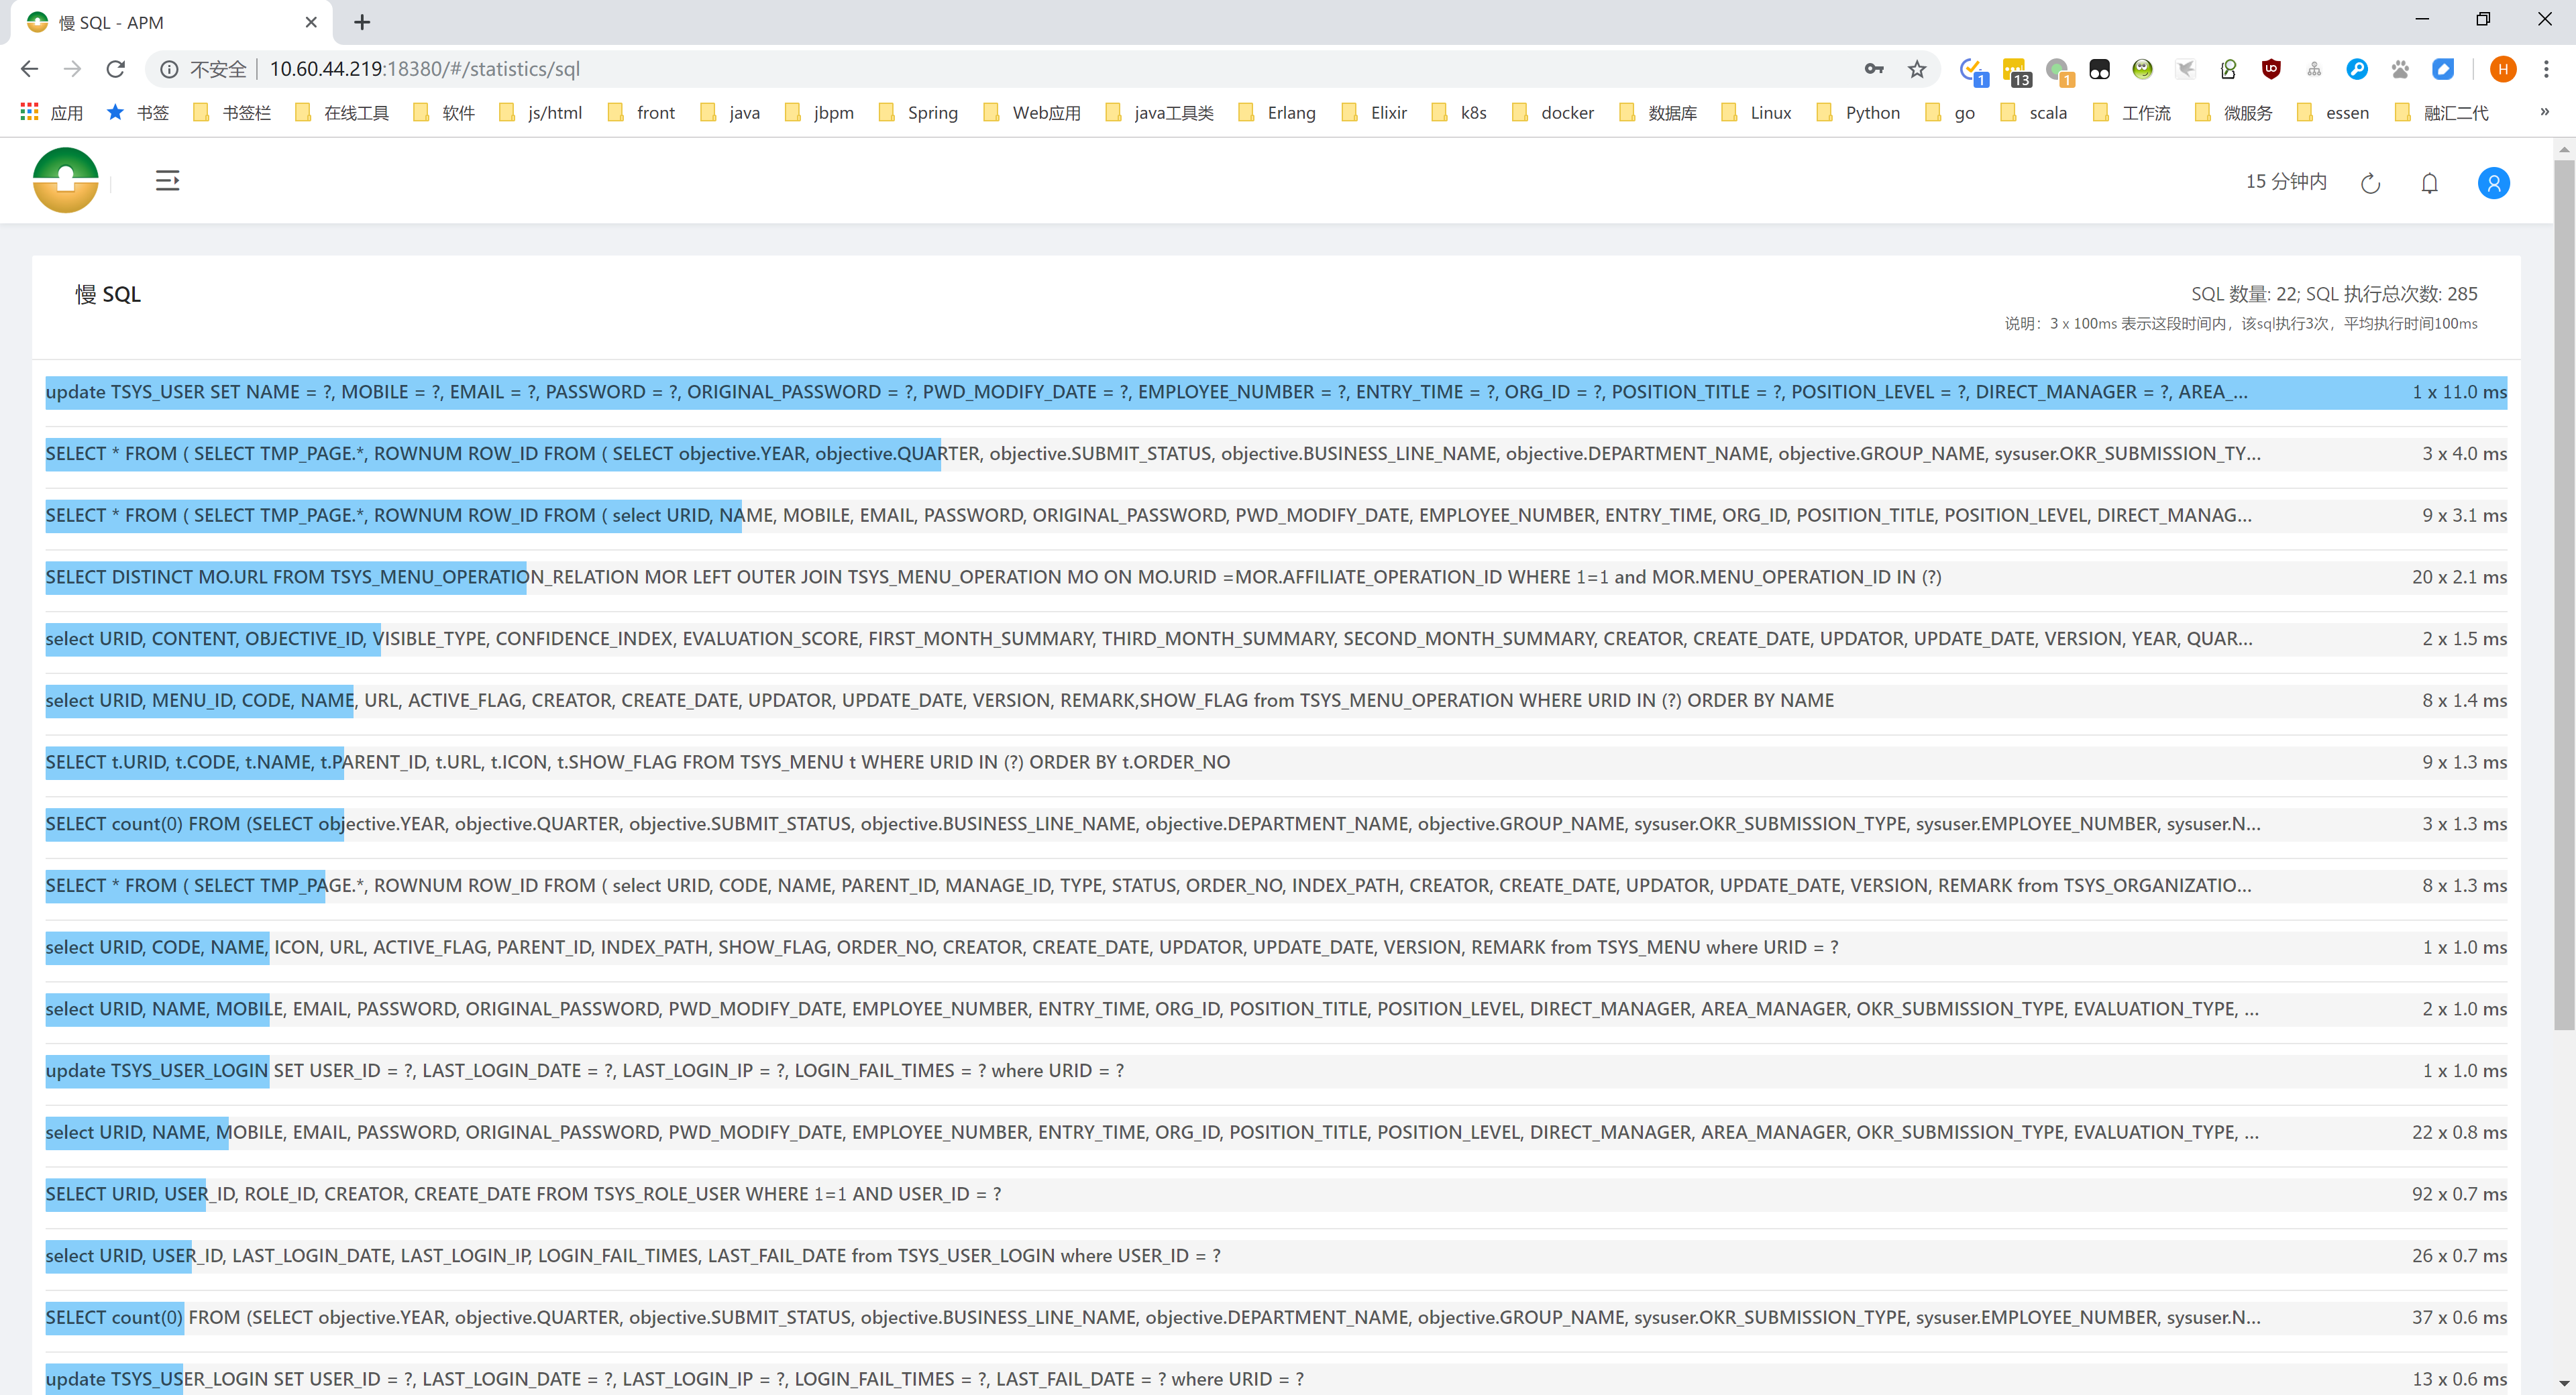 慢 SQL - APM
不安全 10.60.44.219:18380/#/statistics/sql
1 13 1 H
应用 书签 书签栏 在线工具 软件 js/html front java jbpm Spring Web应用 java工具类 Erlang Elixir k8s docker 数据库 Linux Python go scala 工作流 微服务 essen 融汇二代 »
15 分钟内
慢 SQL
SQL 数量: 22; SQL 执行总次数: 285
说明：3 x 100ms 表示这段时间内，该sql执行3次，平均执行时间100ms
update TSYS_USER SET NAME = ?, MOBILE = ?, EMAIL = ?, PASSWORD = ?, ORIGINAL_PASSWORD = ?, PWD_MODIFY_DATE = ?, EMPLOYEE_NUMBER = ?, ENTRY_TIME = ?, ORG_ID = ?, POSITION_TITLE = ?, POSITION_LEVEL = ?, DIRECT_MANAGER = ?, AREA_... 1 x 11.0 ms
SELECT * FROM ( SELECT TMP_PAGE.*, ROWNUM ROW_ID FROM ( SELECT objective.YEAR, objective.QUARTER, objective.SUBMIT_STATUS, objective.BUSINESS_LINE_NAME, objective.DEPARTMENT_NAME, objective.GROUP_NAME, sysuser.OKR_SUBMISSION_TY... 3 x 4.0 ms
SELECT * FROM ( SELECT TMP_PAGE.*, ROWNUM ROW_ID FROM ( select URID, NAME, MOBILE, EMAIL, PASSWORD, ORIGINAL_PASSWORD, PWD_MODIFY_DATE, EMPLOYEE_NUMBER, ENTRY_TIME, ORG_ID, POSITION_TITLE, POSITION_LEVEL, DIRECT_MANAG... 9 x 3.1 ms
SELECT DISTINCT MO.URL FROM TSYS_MENU_OPERATION_RELATION MOR LEFT OUTER JOIN TSYS_MENU_OPERATION MO ON MO.URID =MOR.AFFILIATE_OPERATION_ID WHERE 1=1 and MOR.MENU_OPERATION_ID IN (?) 20 x 2.1 ms
select URID, CONTENT, OBJECTIVE_ID, VISIBLE_TYPE, CONFIDENCE_INDEX, EVALUATION_SCORE, FIRST_MONTH_SUMMARY, THIRD_MONTH_SUMMARY, SECOND_MONTH_SUMMARY, CREATOR, CREATE_DATE, UPDATOR, UPDATE_DATE, VERSION, YEAR, QUAR... 2 x 1.5 ms
select URID, MENU_ID, CODE, NAME, URL, ACTIVE_FLAG, CREATOR, CREATE_DATE, UPDATOR, UPDATE_DATE, VERSION, REMARK,SHOW_FLAG from TSYS_MENU_OPERATION WHERE URID IN (?) ORDER BY NAME 8 x 1.4 ms
SELECT t.URID, t.CODE, t.NAME, t.PARENT_ID, t.URL, t.ICON, t.SHOW_FLAG FROM TSYS_MENU t WHERE URID IN (?) ORDER BY t.ORDER_NO 9 x 1.3 ms
SELECT count(0) FROM (SELECT objective.YEAR, objective.QUARTER, objective.SUBMIT_STATUS, objective.BUSINESS_LINE_NAME, objective.DEPARTMENT_NAME, objective.GROUP_NAME, sysuser.OKR_SUBMISSION_TYPE, sysuser.EMPLOYEE_NUMBER, sysuser.N... 3 x 1.3 ms
SELECT * FROM ( SELECT TMP_PAGE.*, ROWNUM ROW_ID FROM ( select URID, CODE, NAME, PARENT_ID, MANAGE_ID, TYPE, STATUS, ORDER_NO, INDEX_PATH, CREATOR, CREATE_DATE, UPDATOR, UPDATE_DATE, VERSION, REMARK from TSYS_ORGANIZATIO... 8 x 1.3 ms
select URID, CODE, NAME, ICON, URL, ACTIVE_FLAG, PARENT_ID, INDEX_PATH, SHOW_FLAG, ORDER_NO, CREATOR, CREATE_DATE, UPDATOR, UPDATE_DATE, VERSION, REMARK from TSYS_MENU where URID = ? 1 x 1.0 ms
select URID, NAME, MOBILE, EMAIL, PASSWORD, ORIGINAL_PASSWORD, PWD_MODIFY_DATE, EMPLOYEE_NUMBER, ENTRY_TIME, ORG_ID, POSITION_TITLE, POSITION_LEVEL, DIRECT_MANAGER, AREA_MANAGER, OKR_SUBMISSION_TYPE, EVALUATION_TYPE, ... 2 x 1.0 ms
update TSYS_USER_LOGIN SET USER_ID = ?, LAST_LOGIN_DATE = ?, LAST_LOGIN_IP = ?, LOGIN_FAIL_TIMES = ? where URID = ? 1 x 1.0 ms
select URID, NAME, MOBILE, EMAIL, PASSWORD, ORIGINAL_PASSWORD, PWD_MODIFY_DATE, EMPLOYEE_NUMBER, ENTRY_TIME, ORG_ID, POSITION_TITLE, POSITION_LEVEL, DIRECT_MANAGER, AREA_MANAGER, OKR_SUBMISSION_TYPE, EVALUATION_TYPE, ... 22 x 0.8 ms
SELECT URID, USER_ID, ROLE_ID, CREATOR, CREATE_DATE FROM TSYS_ROLE_USER WHERE 1=1 AND USER_ID = ? 92 x 0.7 ms
select URID, USER_ID, LAST_LOGIN_DATE, LAST_LOGIN_IP, LOGIN_FAIL_TIMES, LAST_FAIL_DATE from TSYS_USER_LOGIN where USER_ID = ? 26 x 0.7 ms
SELECT count(0) FROM (SELECT objective.YEAR, objective.QUARTER, objective.SUBMIT_STATUS, objective.BUSINESS_LINE_NAME, objective.DEPARTMENT_NAME, objective.GROUP_NAME, sysuser.OKR_SUBMISSION_TYPE, sysuser.EMPLOYEE_NUMBER, sysuser.N... 37 x 0.6 ms
update TSYS_USER_LOGIN SET USER_ID = ?, LAST_LOGIN_DATE = ?, LAST_LOGIN_IP = ?, LOGIN_FAIL_TIMES = ?, LAST_FAIL_DATE = ? where URID = ? 13 x 0.6 ms